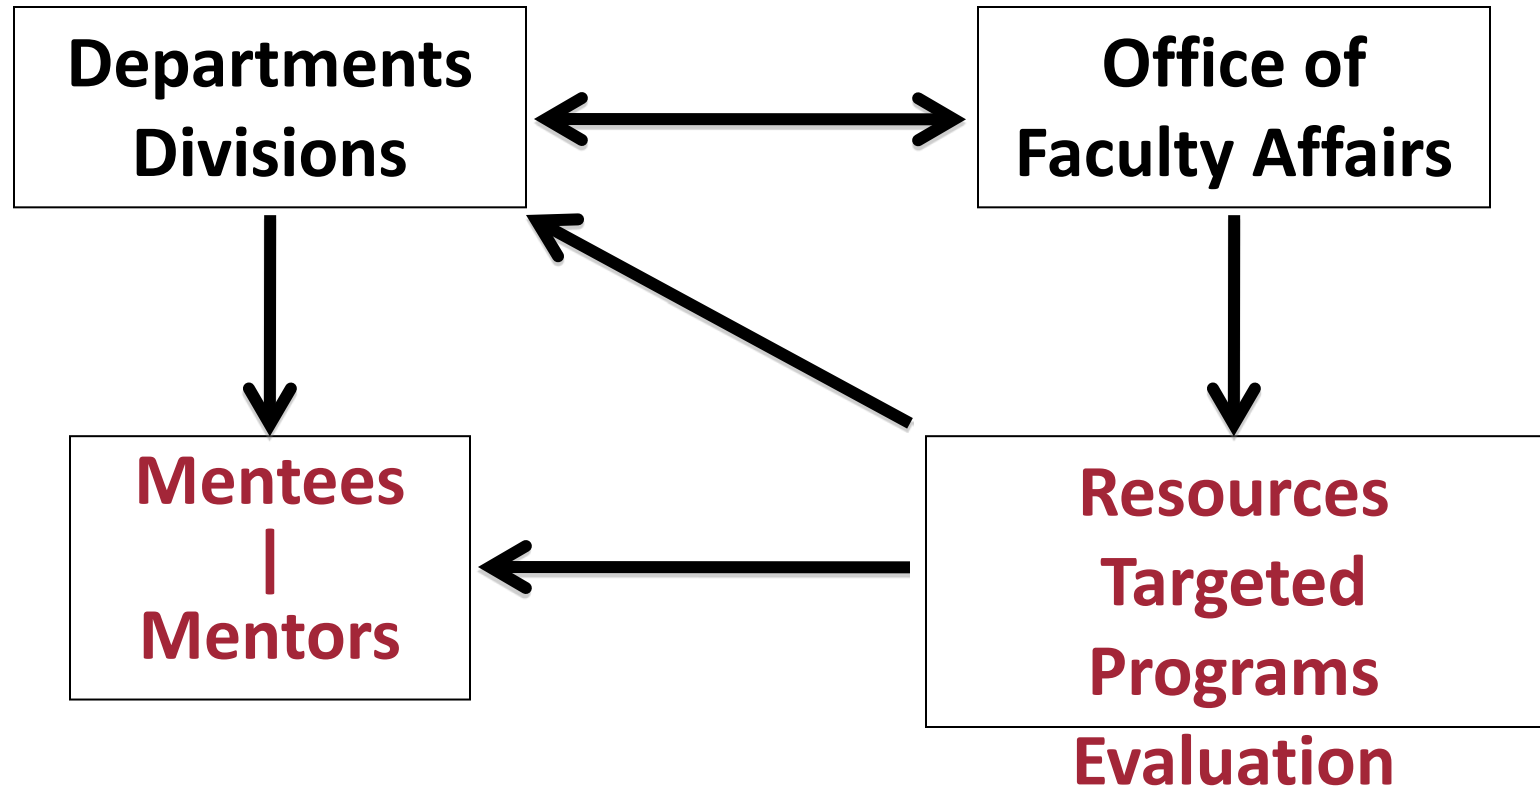 Departments
Divisions
Office of
Faculty Affairs
Mentees
|
Mentors
Resources
Targeted
Programs
Evaluation